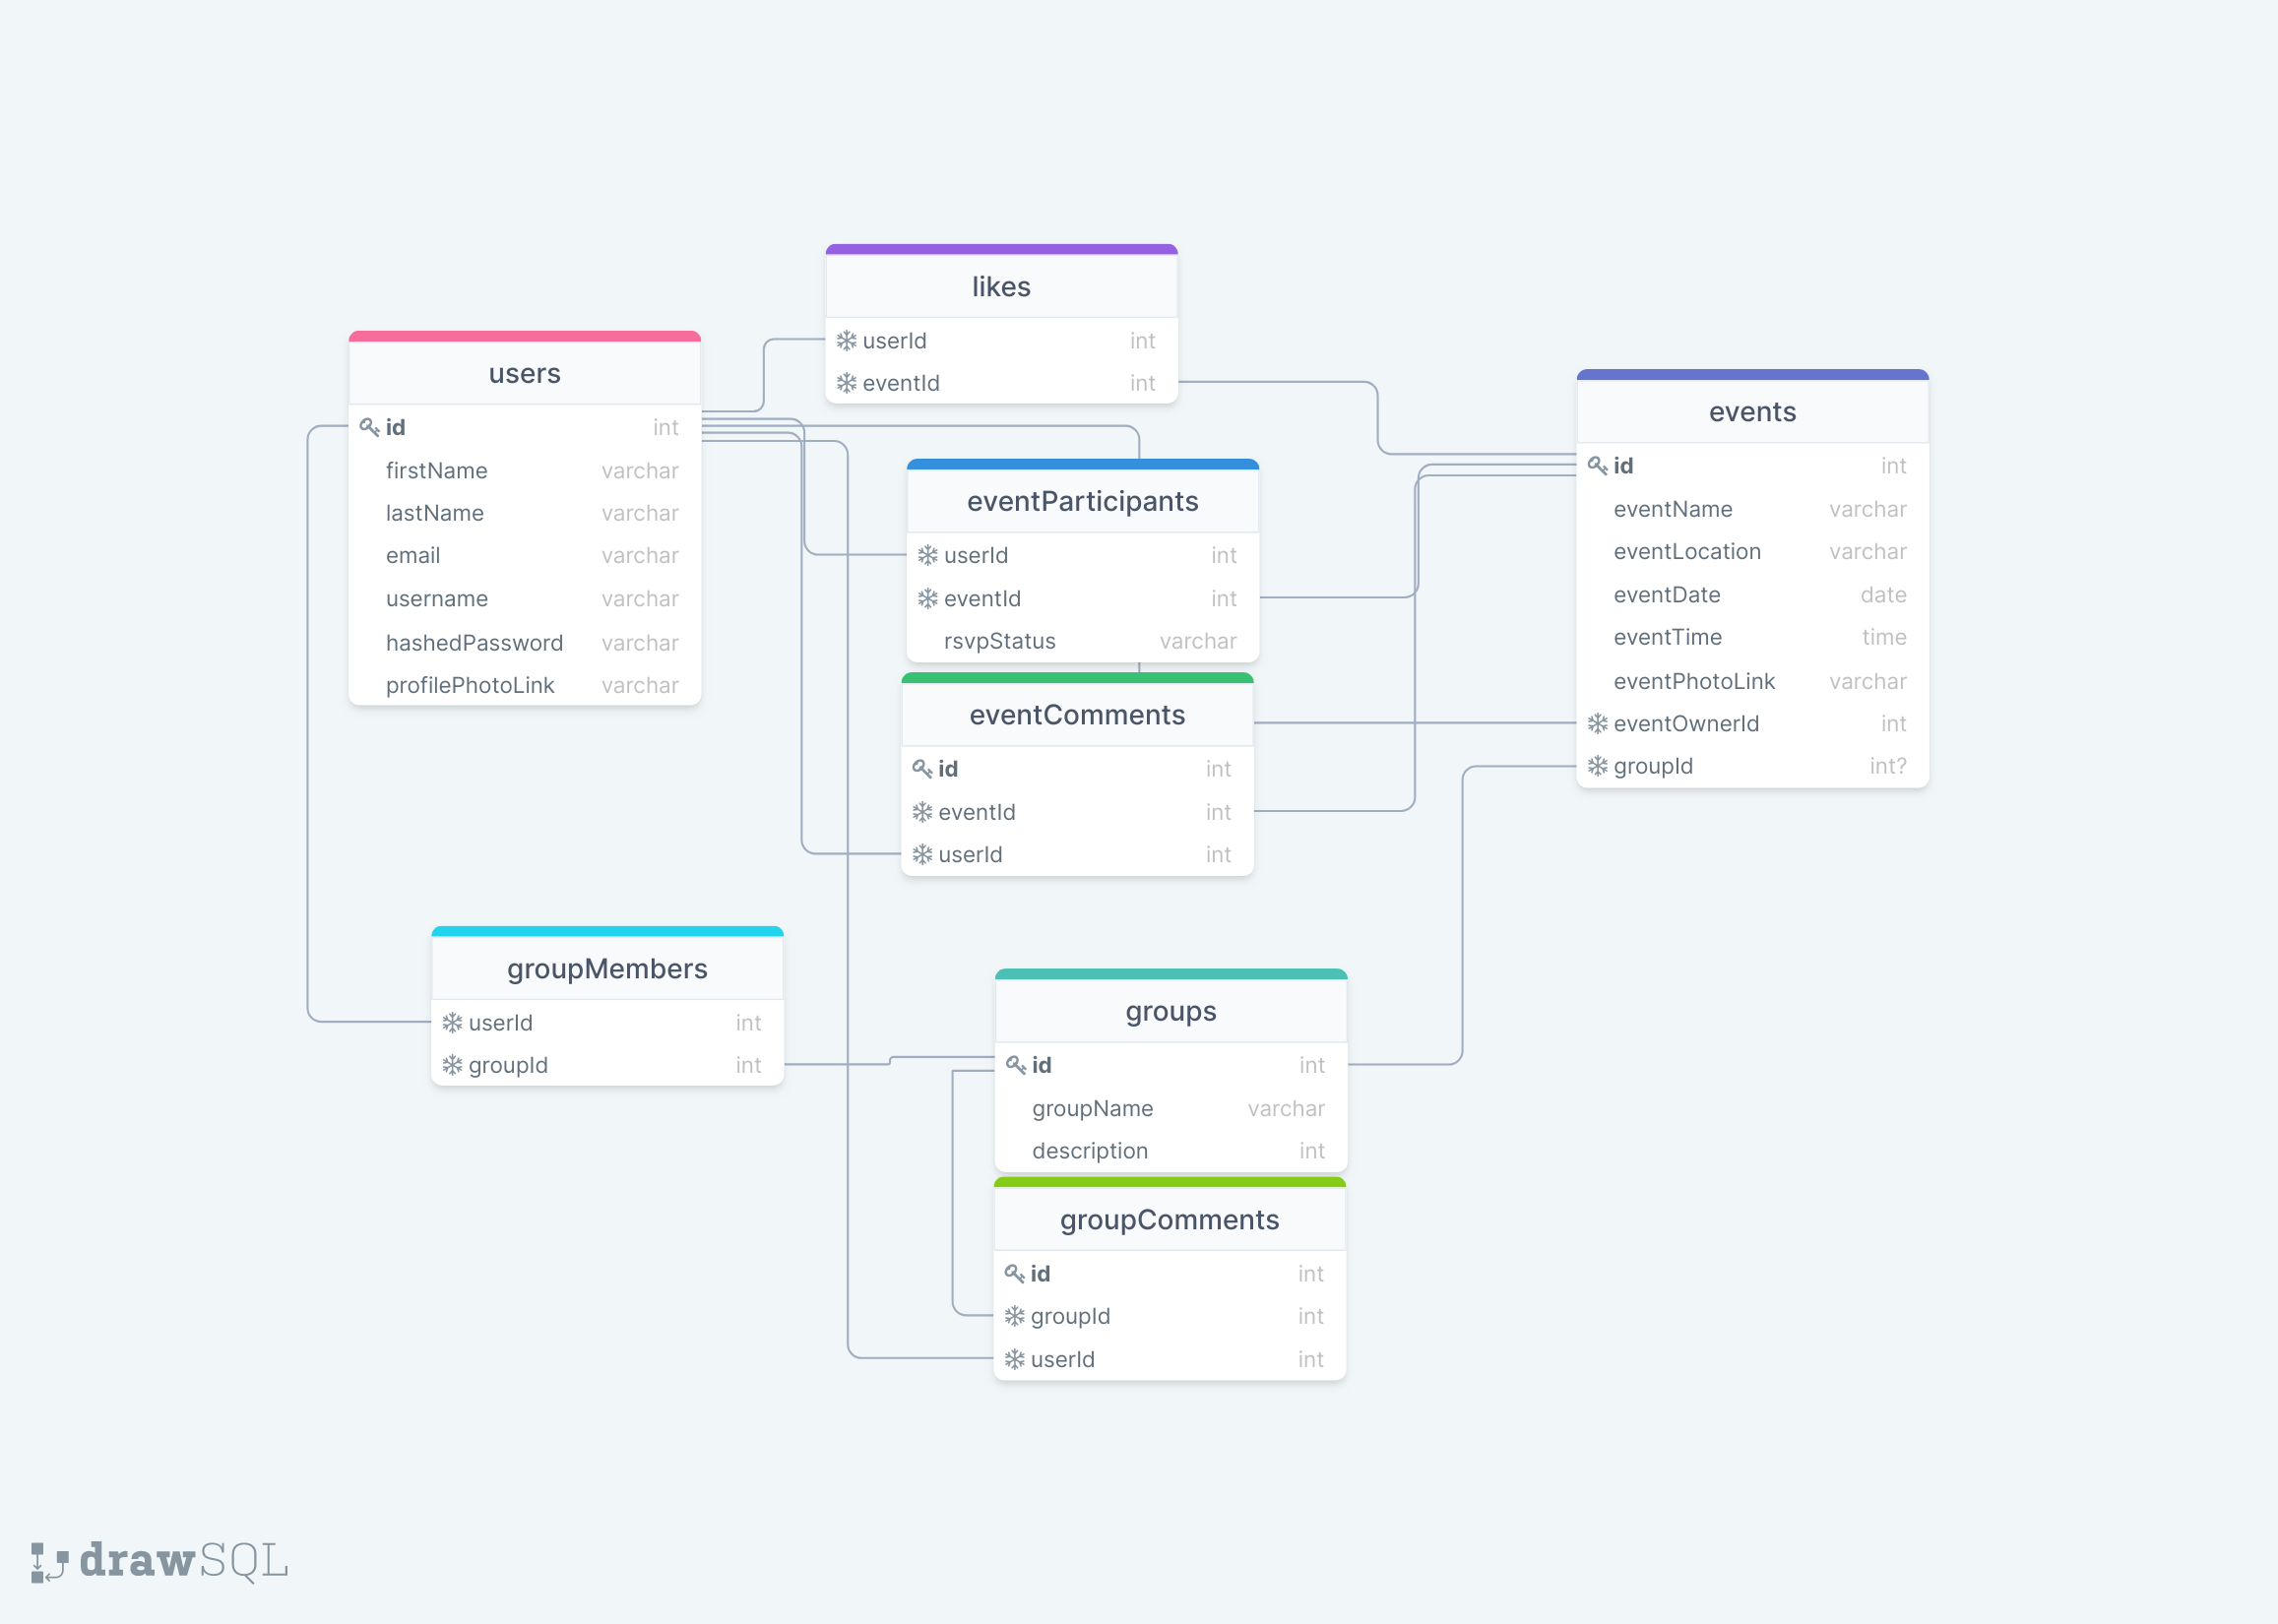 likes
userId int
eventId int
users
id int
firstName varchar
lastName varchar
email varchar
username varchar
hashedPassword varchar
profilePhotoLink varchar
events
id int
eventName varchar
eventLocation varchar
eventDate date
eventTime time
eventPhotoLink varchar
eventOwnerId int
groupId int?
eventParticipants
userId int
eventId int
rsvpStatus varchar
eventComments
id int
eventId int
userId int
groupMembers
userId int
groupId int
groups
id int
groupName varchar
description int
groupComments
id int
groupId int
userId int
drawSQL